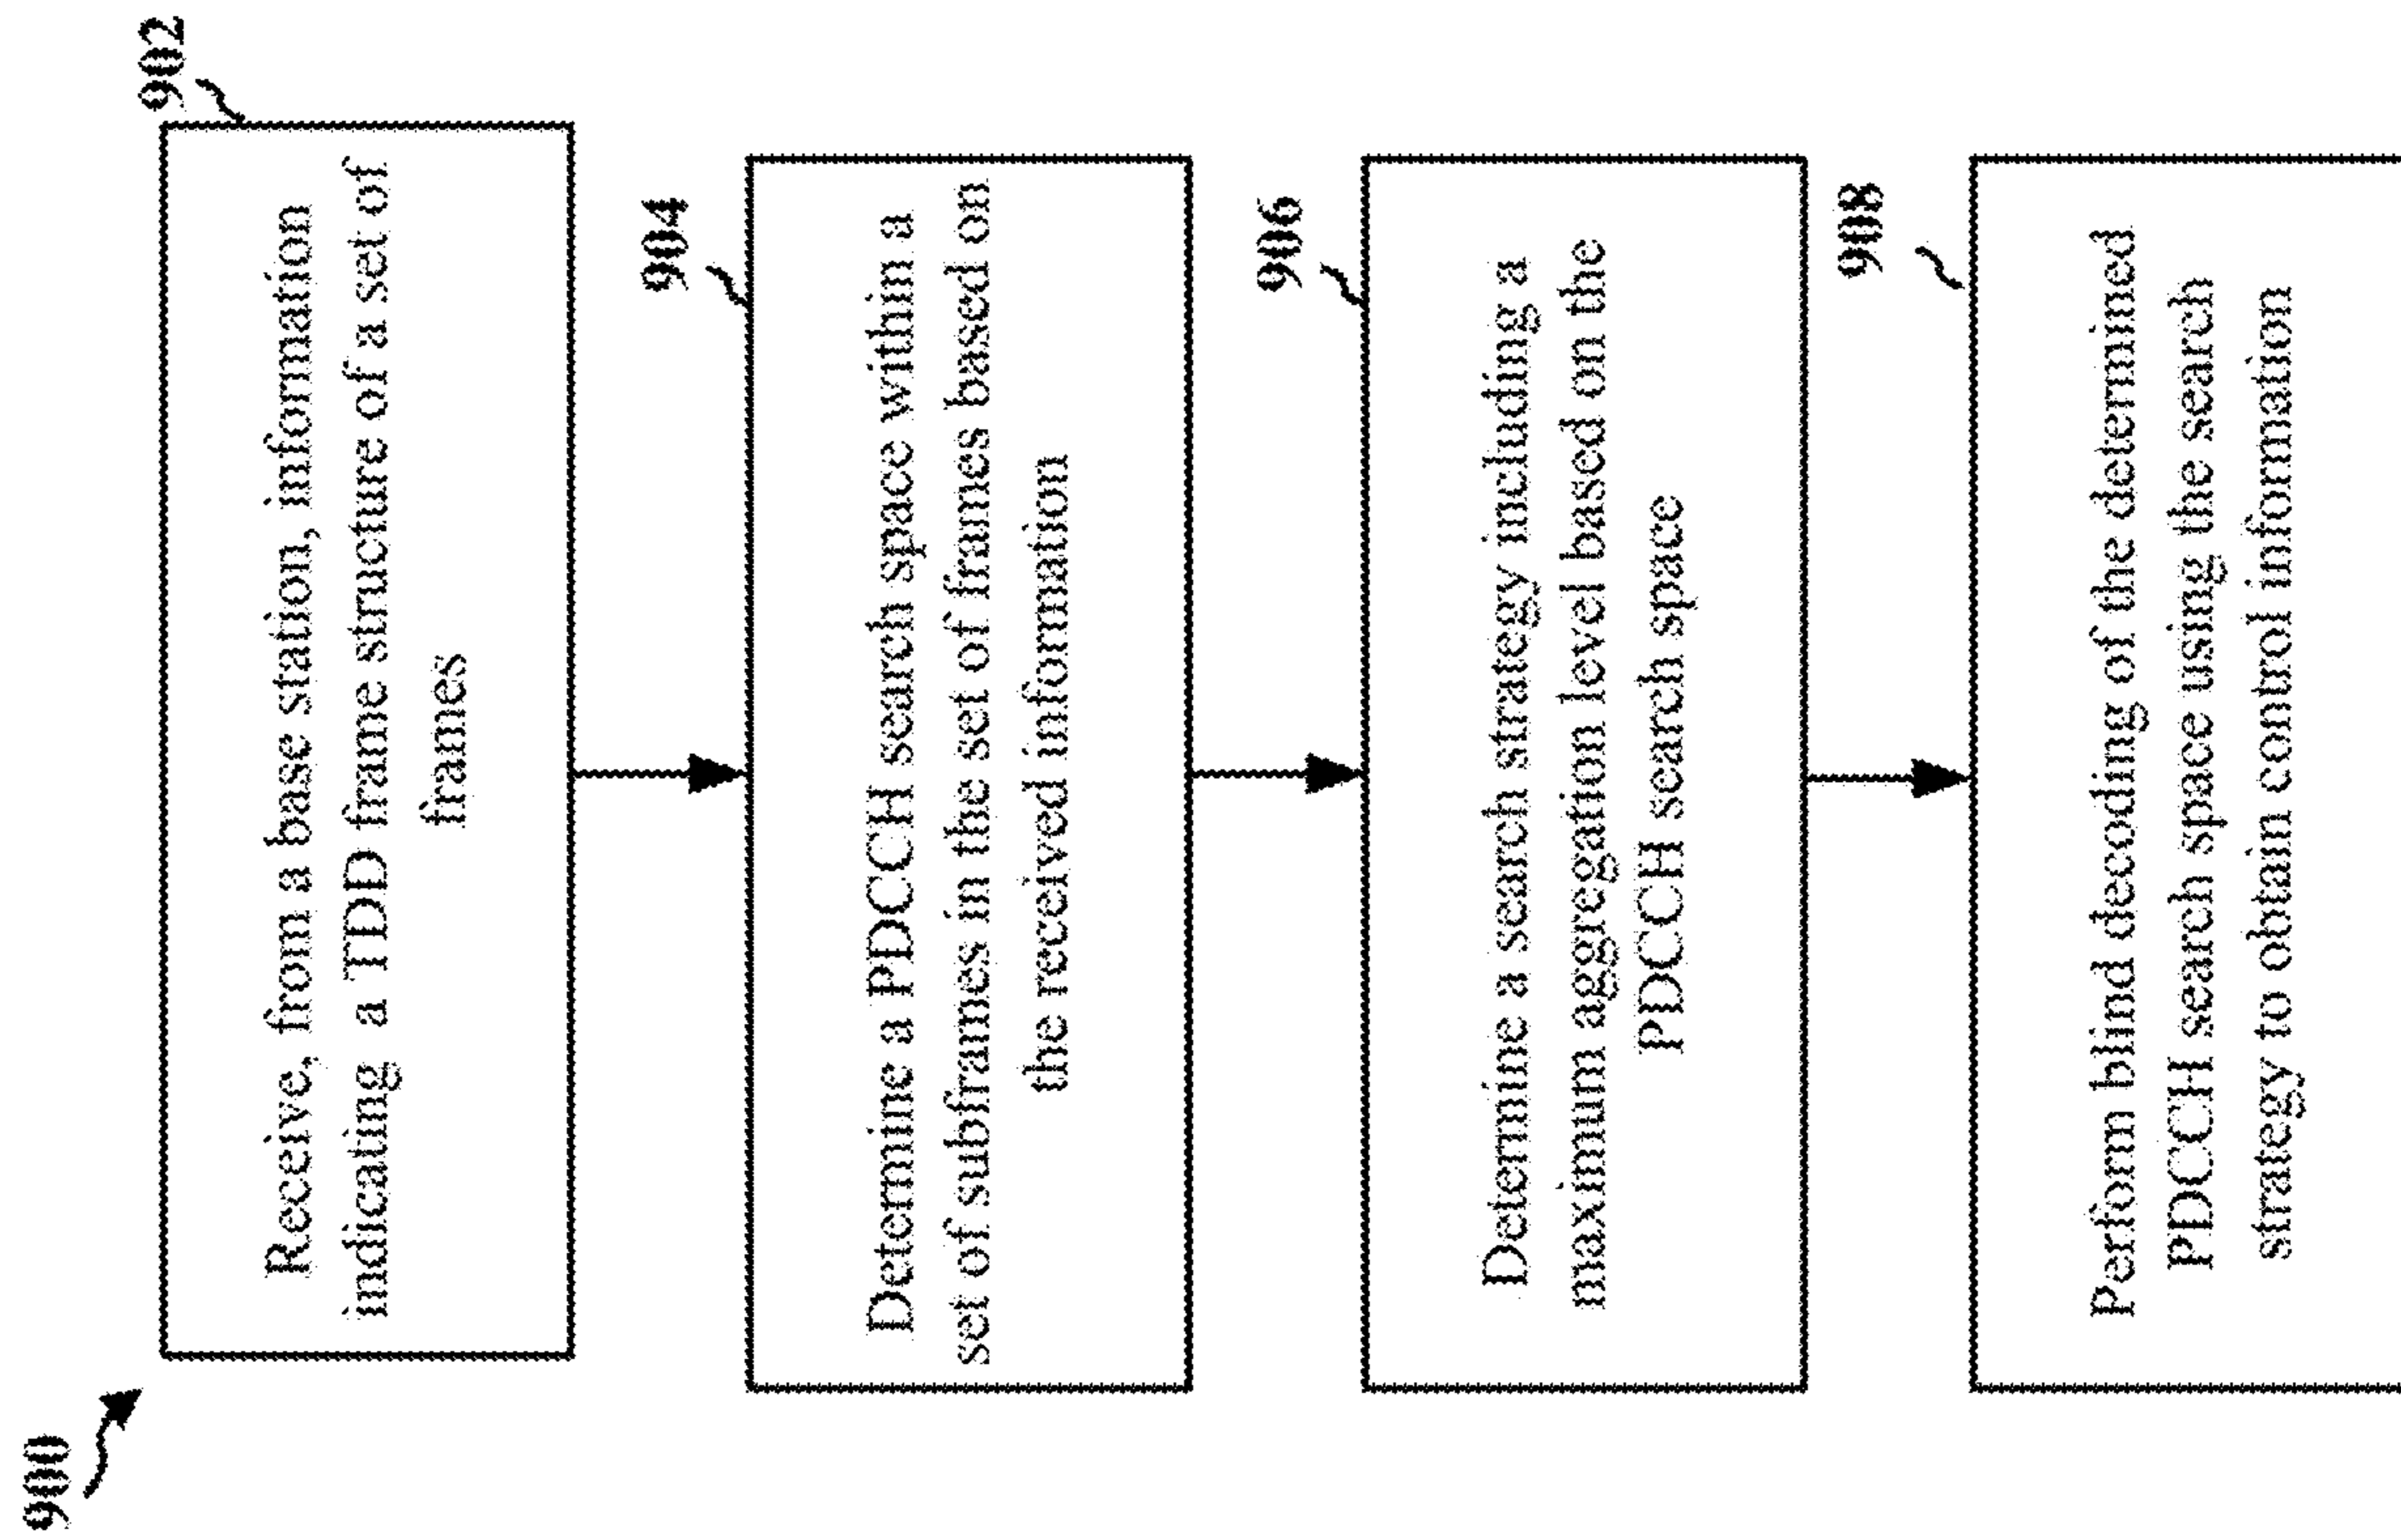 900
902
Receive, from a base station, information
indicating a TDD frame structure of a set of
frames
904
Determine a PDCCH search space within a
set of subframes in the set of frames based on
the received information
906
Determine a search strategy including a
maximum aggregation level based on the
PDCCH search space
908
Perform blind decoding of the determined
PDCCH search space using the search
strategy to obtain control information